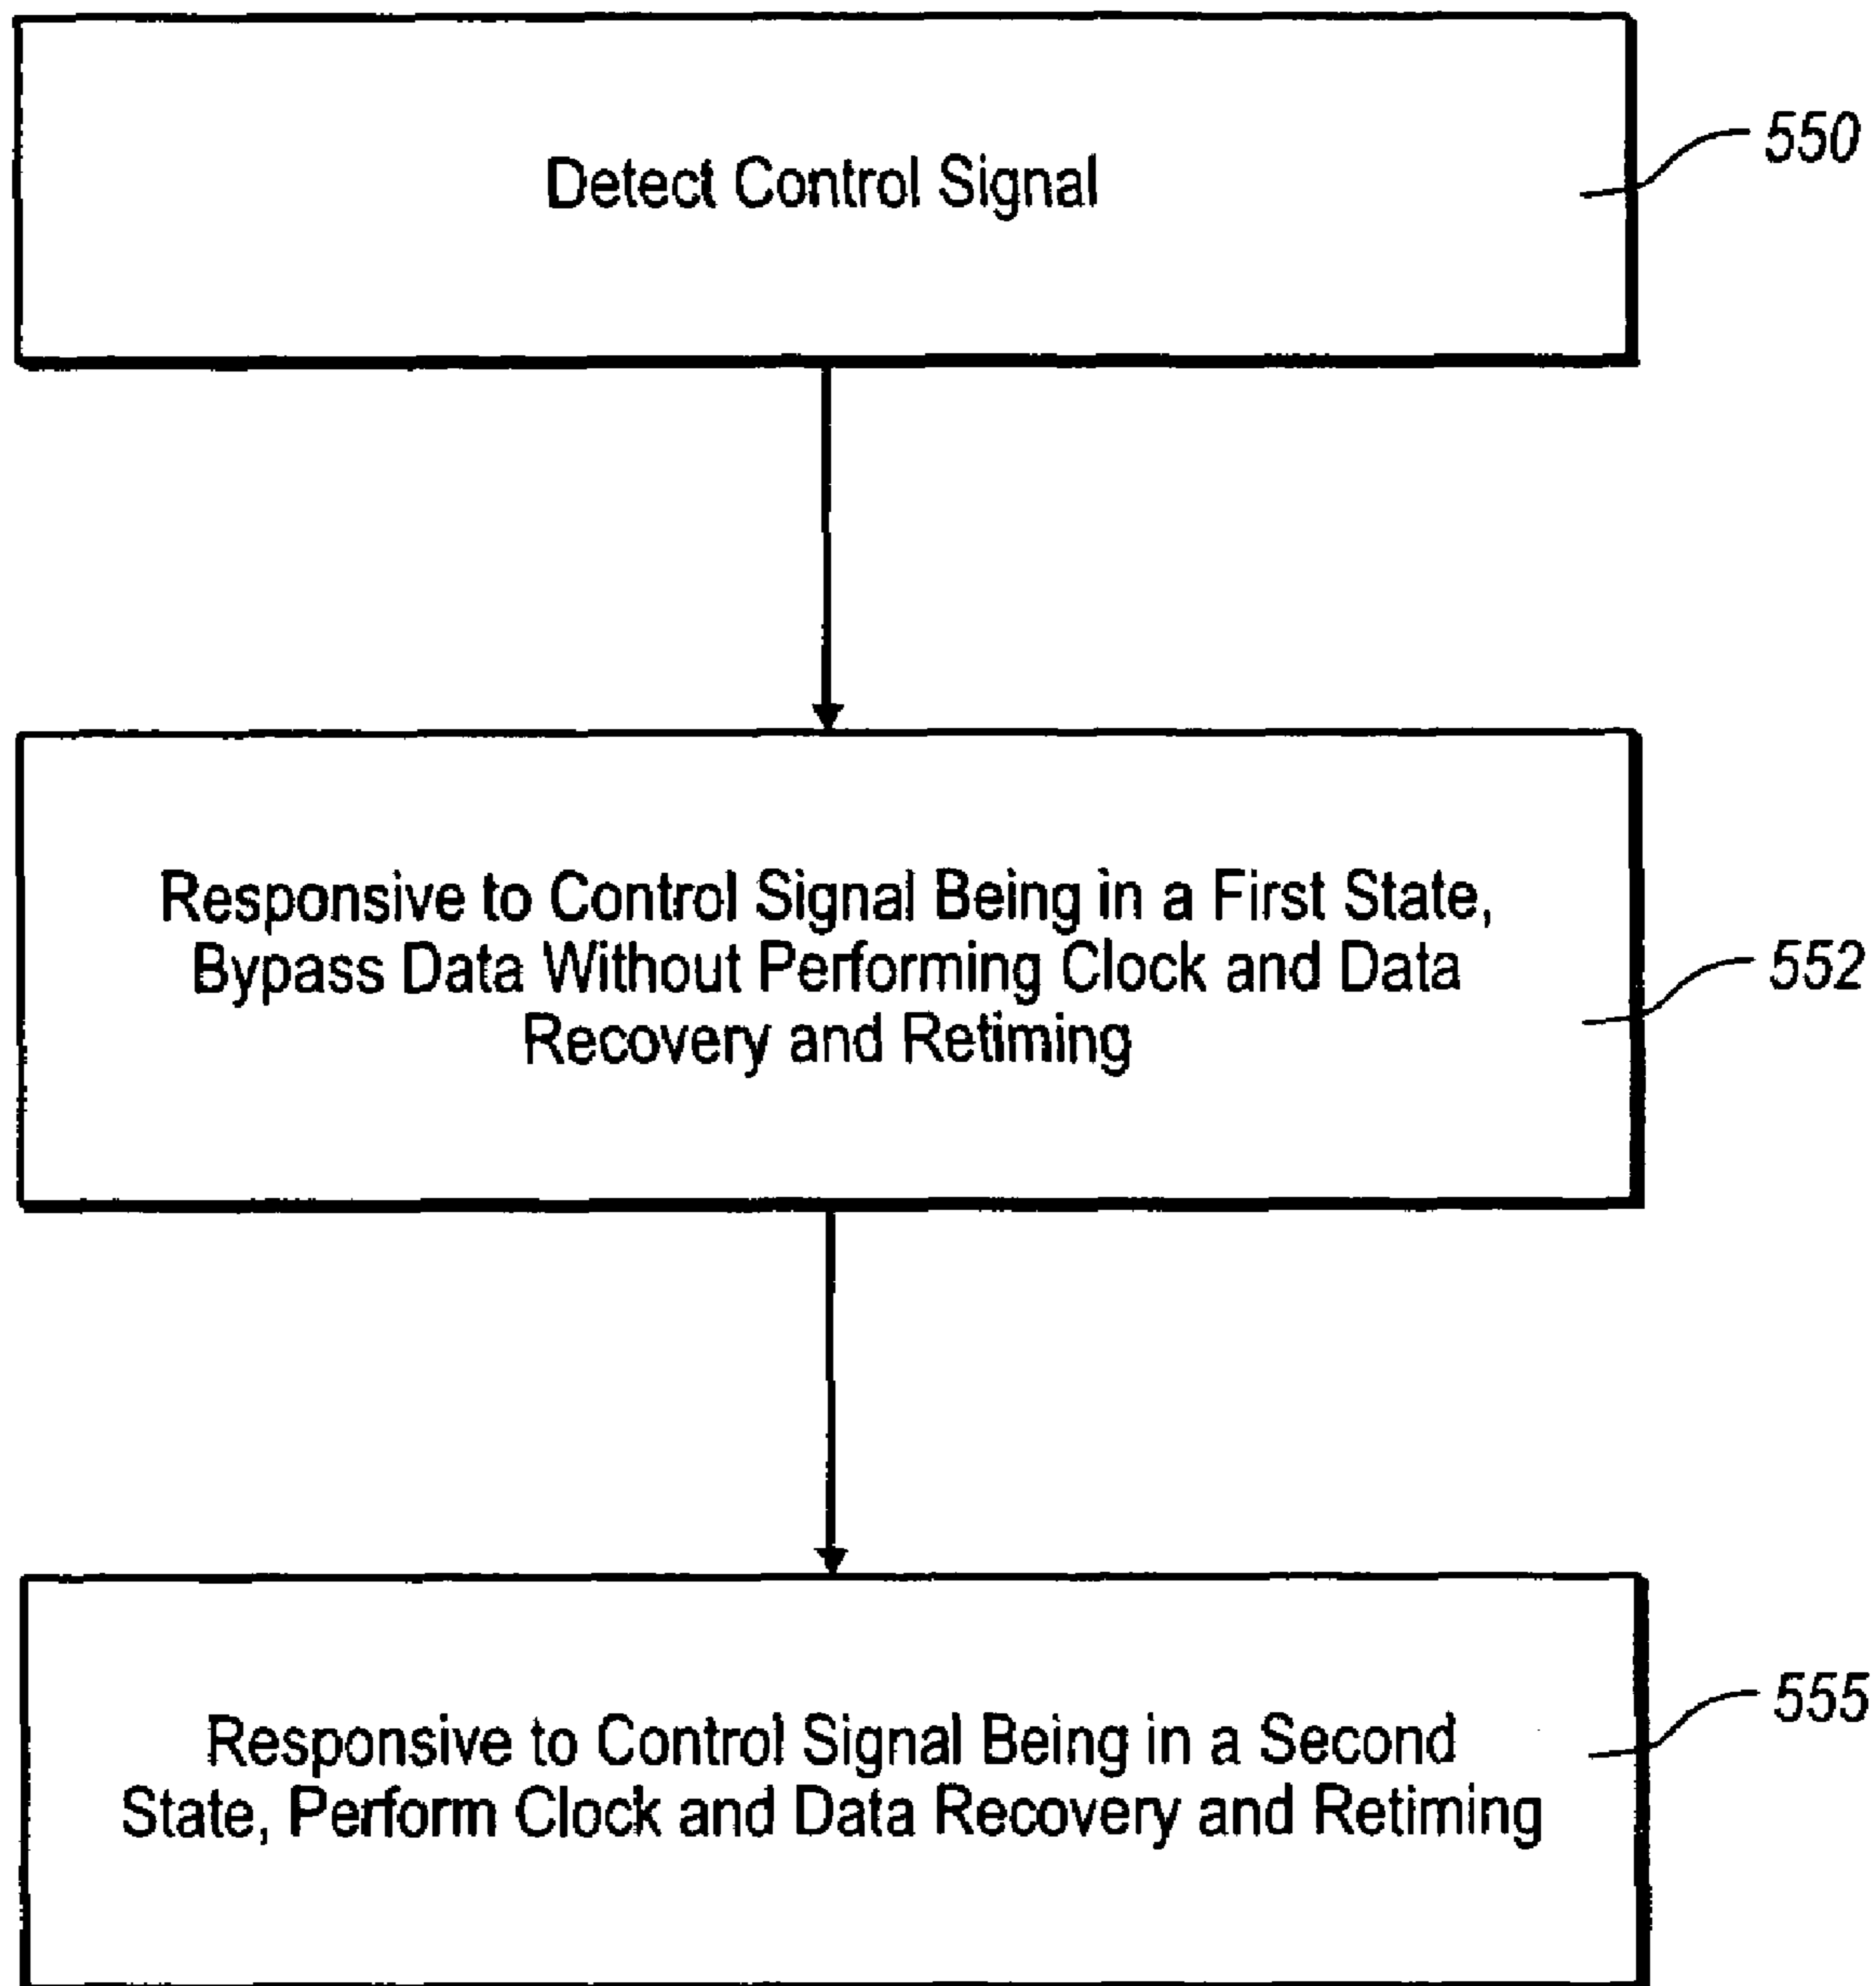 Detect Control Signal
550
Responsive to Control Signal Being in a First State,
Bypass Data Without Performing Clock and Data
Recovery and Retiming
552
Responsive to Control Signal Being in a Second
State, Perform Clock and Data Recovery and Retiming
555